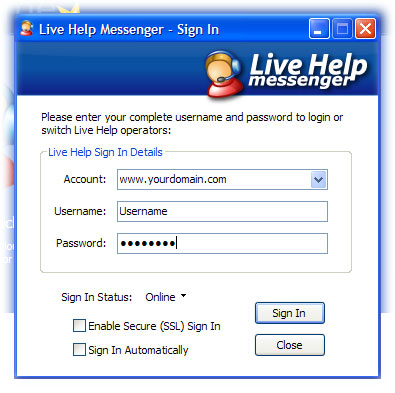 Live Help Messenger - Sign In
Live Help
messenger
Please enter your complete username and password to login or
switch Live Help operators:
Live Help Sign In Details
Account: www.yourdomain.com
Username: Username
Password: ●●●●●●●●
Sign In Status: Online
Enable Secure (SSL) Sign In
Sign In
Sign In Automatically
Close